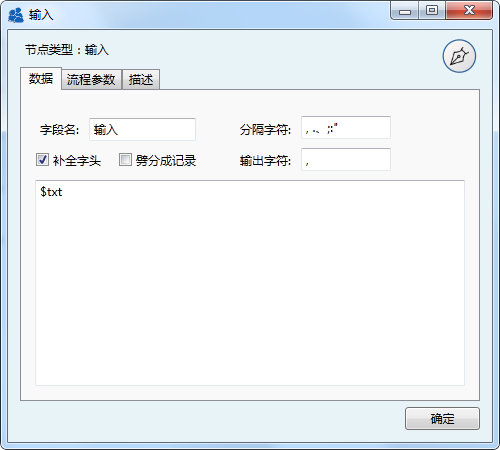 输入
节点类型：输入
数据 流程参数 描述
字段名: 输入 分隔字符: , .、 ;:"
补全字头 劈分成记录 输出字符: ,
$txt
确定